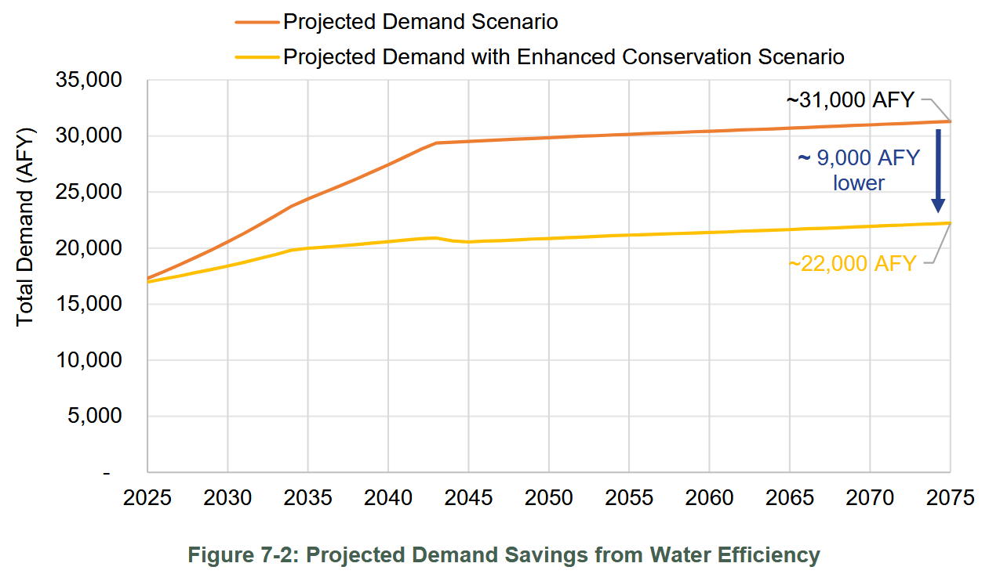 Projected Demand Scenario
Projected Demand with Enhanced Conservation Scenario
Total Demand (AFY)
35,000
30,000
25,000
20,000
15,000
10,000
5,000
-
~31,000 AFY
~ 9,000 AFY
lower
~22,000 AFY
2025 2030 2035 2040 2045 2050 2055 2060 2065 2070 2075
Figure 7-2: Projected Demand Savings from Water Efficiency